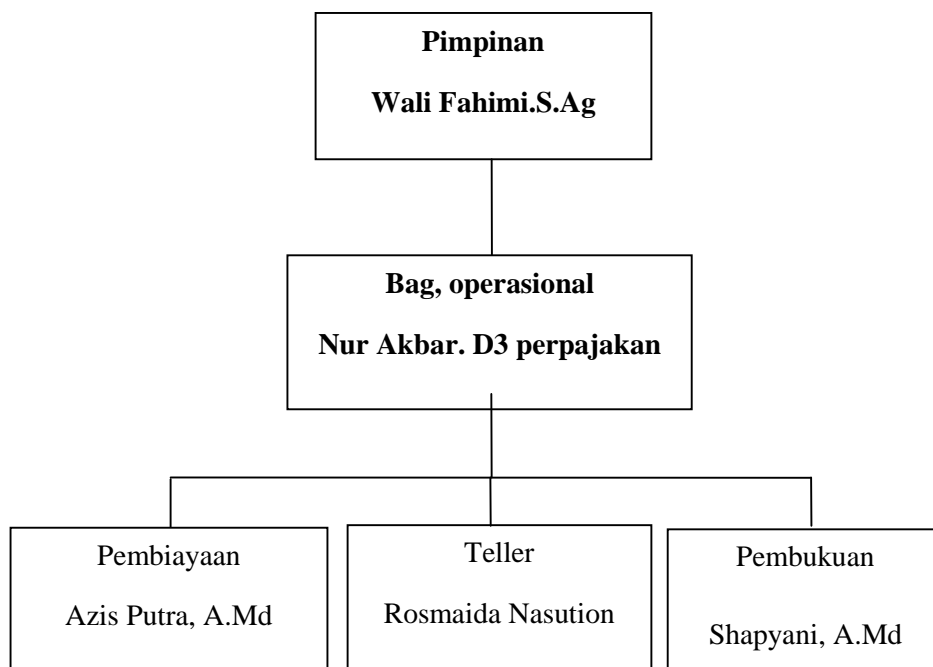 Pimpinan
Wali Fahimi.S.Ag
Bag, operasional
Nur Akbar. D3 perpajakan
Pembiayaan
Azis Putra, A.Md
Teller
Rosmaida Nasution
Pembukuan
Shapyani, A.Md